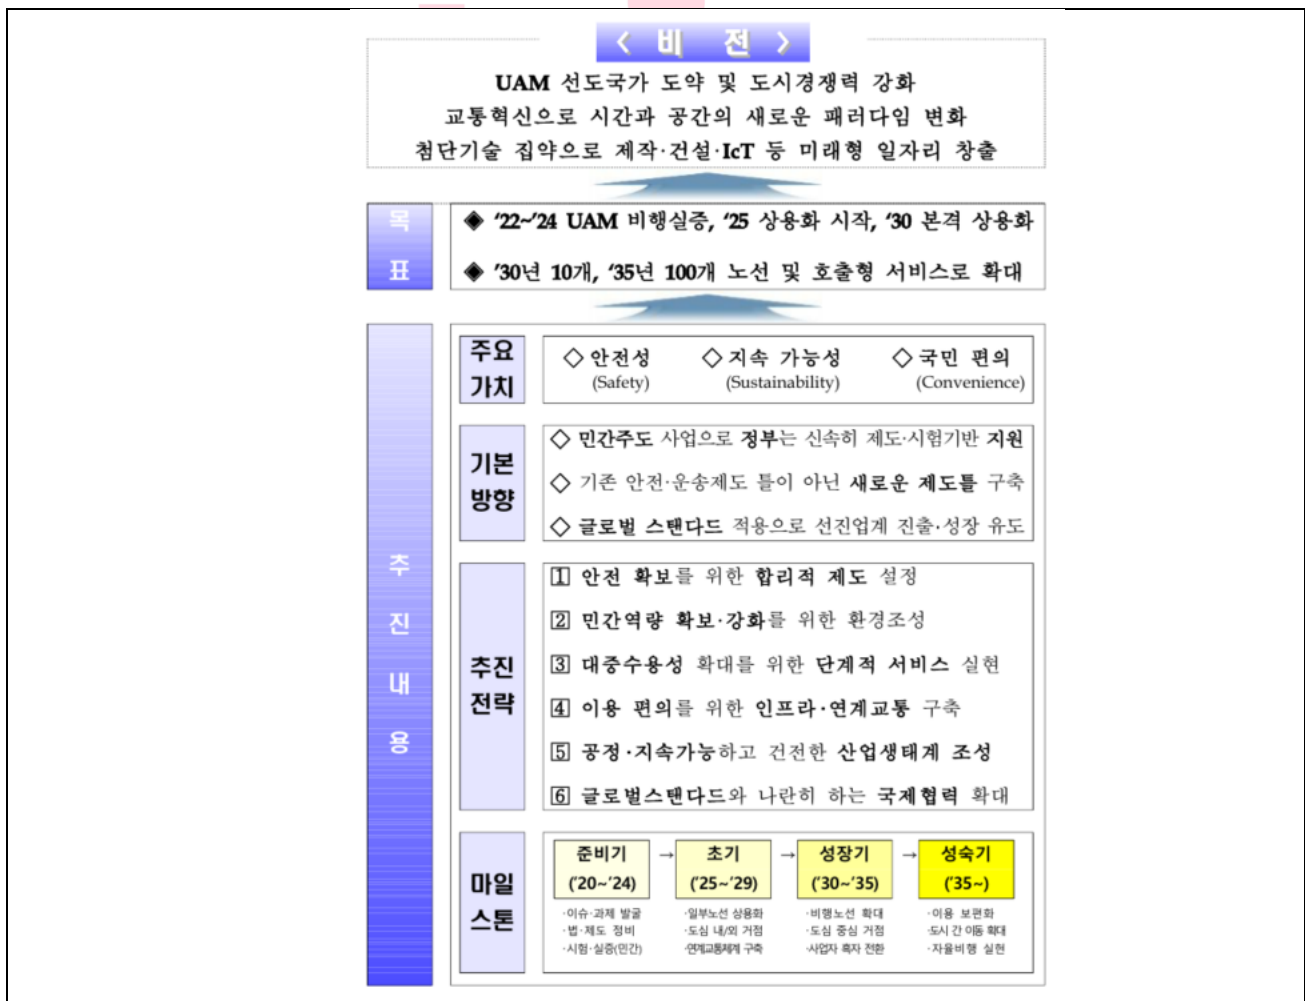 < 비 전 >
UAM 선도국가 도약 및 도시경쟁력 강화
교통혁신으로 시간과 공간의 새로운 패러다임 변화
첨단기술 집약으로 제작·건설·IcT 등 미래형 일자리 창출
목표
◆ '22~'24 UAM 비행실증, '25 상용화 시작, '30 본격 상용화
◆ '30년 10개, '35년 100개 노선 및 호출형 서비스로 확대
추진내용
주요 가치
◇ 안전성 ◇ 지속 가능성 ◇ 국민 편의
(Safety) (Sustainability) (Convenience)
기본 방향
◇ 민간주도 사업으로 정부는 신속히 제도·시험기반 지원
◇ 기존 안전·운송제도 틀이 아닌 새로운 제도틀 구축
◇ 글로벌 스탠다드 적용으로 선진업계 진출·성장 유도
추진 전략
1 안전 확보를 위한 합리적 제도 설정
2 민간역량 확보·강화를 위한 환경조성
3 대중수용성 확대를 위한 단계적 서비스 실현
4 이용 편의를 위한 인프라·연계교통 구축
5 공정·지속가능하고 건전한 산업생태계 조성
6 글로벌스탠다드와 나란히 하는 국제협력 확대
마일 스톤
준비기 → 초기 → 성장기 → 성숙기
('20~'24) ('25~'29) ('30~'35) ('35~)
·이슈·과제 발굴 ·일부노선 상용화 ·비행노선 확대 ·이용 보편화
·법·제도 정비 ·도심 내/외 거점 ·도심 중심 거점 ·도시 간 이동 확대
·시험·실증(민간) ·연계교통체계 구축 ·사업자 흑자 전환 ·자율비행 실현